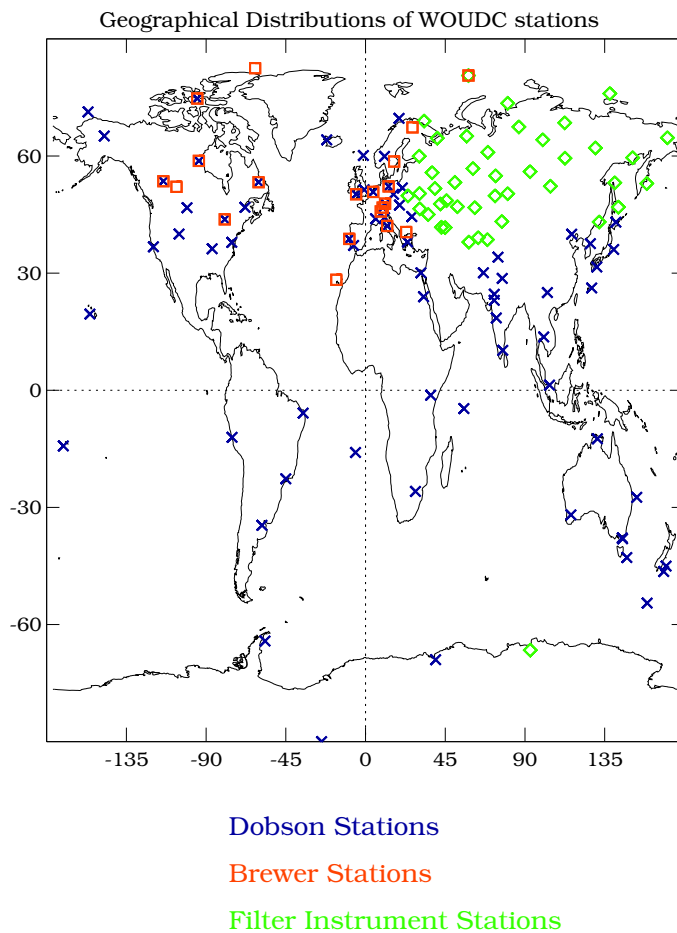 Geographical Distributions of WOUDC stations
60
30
0
-30
-60
-135 -90 -45 0 45 90 135
Dobson Stations
Brewer Stations
Filter Instrument Stations